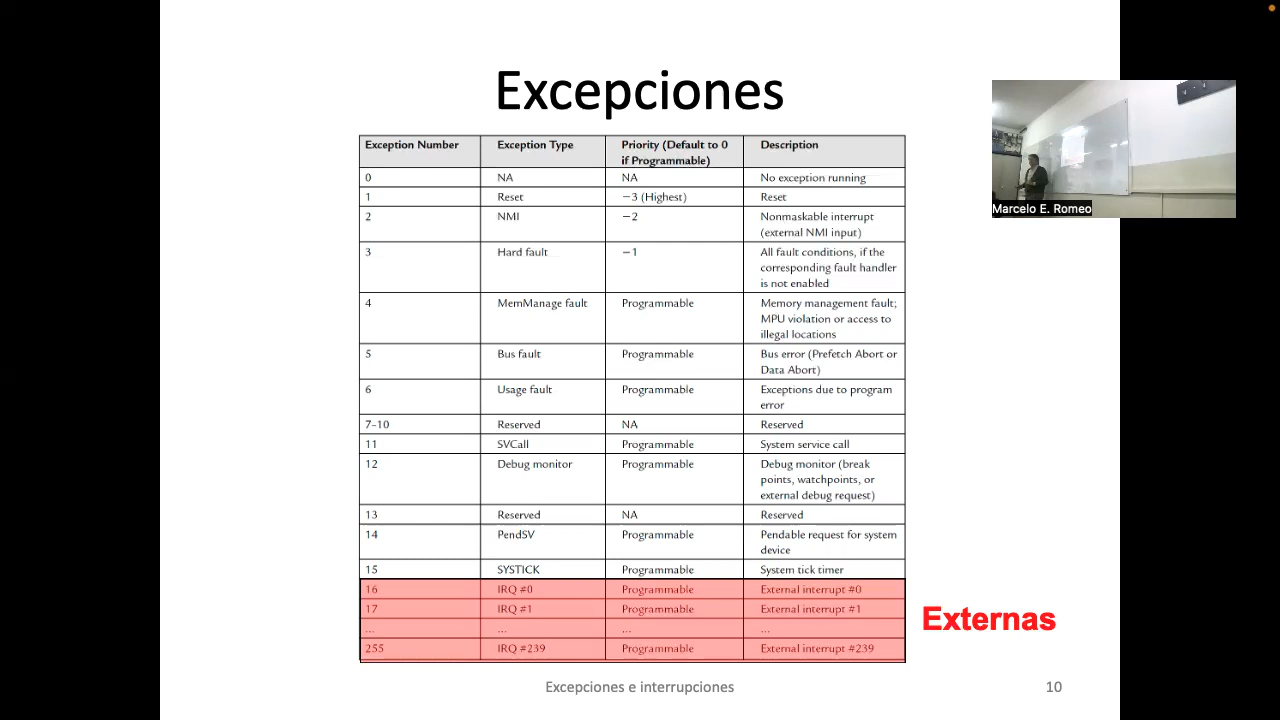 Excepciones
Exception Number Exception Type Priority (Default to 0 if Programmable) Description
0 NA NA No exception running
1 Reset −3 (Highest) Reset
2 NMI −2 Nonmaskable interrupt
(external NMI input)
3 Hard fault −1 All fault conditions, if the
corresponding fault handler
is not enabled
4 MemManage fault Programmable Memory management fault;
MPU violation or access to
illegal locations
5 Bus fault Programmable Bus error (Prefetch Abort or
Data Abort)
6 Usage fault Programmable Exceptions due to program
error
7–10 Reserved NA Reserved
11 SVCall Programmable System service call
12 Debug monitor Programmable Debug monitor (break
points, watchpoints, or
external debug request)
13 Reserved NA Reserved
14 PendSV Programmable Pendable request for system
device
15 SYSTICK Programmable System tick timer
16 IRQ #0 Programmable External interrupt #0
17 IRQ #1 Programmable External interrupt #1
... ... ... ...
255 IRQ #239 Programmable External interrupt #239
Externas
Marcelo E. Romeo
Excepciones e interrupciones 10